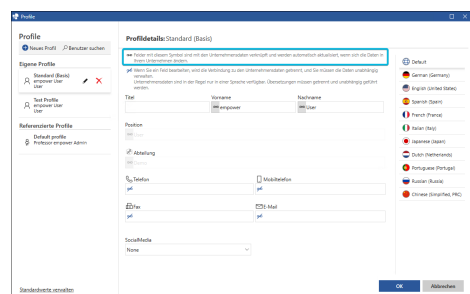 Profile
Profile
Neues Profil
Benutzer suchen
Eigene Profile
Standard (Basis)
empower User
User
Test Profile
empower User
User
Referenzierte Profile
Default profile
Professor empower Admin
Standardwerte verwalten
Profildetails: Standard (Basis)
Felder mit diesem Symbol sind mit den Unternehmensdaten verknüpft und werden automatisch aktualisiert, wenn sich die Daten in
Ihrem Unternehmen ändern.
Wenn Sie ein Feld bearbeiten, wird die Verbindung zu den Unternehmensdaten getrennt, und Sie müssen die Daten unabhängig
verwalten.
Unternehmensdaten sind in der Regel nur in einer Sprache verfügbar; Übersetzungen müssen getrennt und unabhängig geführt
werden.
Titel
Vorname
Nachname
empower
User
Position
Abteilung
Telefon
Mobiltelefon
Fax
E-Mail
SocialMedia
None
Default
German (Germany)
English (United States)
Spanish (Spain)
French (France)
Italian (Italy)
Japanese (Japan)
Dutch (Netherlands)
Portuguese (Portugal)
Russian (Russia)
Chinese (Simplified, PRC)
OK
Abbrechen